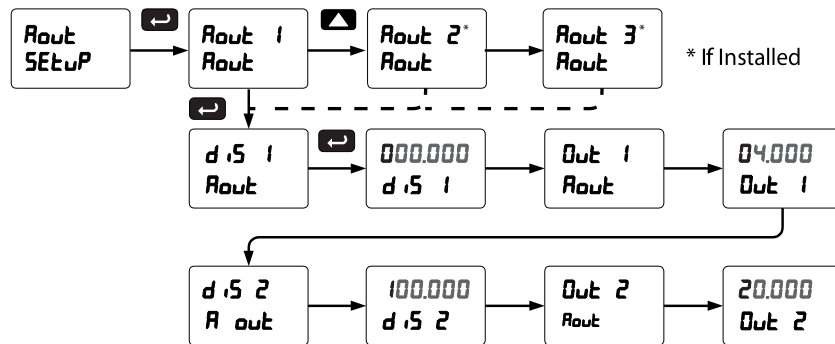 Aout
SEtuP
Aout 1
Aout
Aout 2*
Aout
Aout 3*
Aout
* If Installed
diS 1
Aout
000.000
diS 1
Out 1
Aout
04.000
Out 1
diS 2
A out
100.000
diS 2
Out 2
Aout
20.000
Out 2